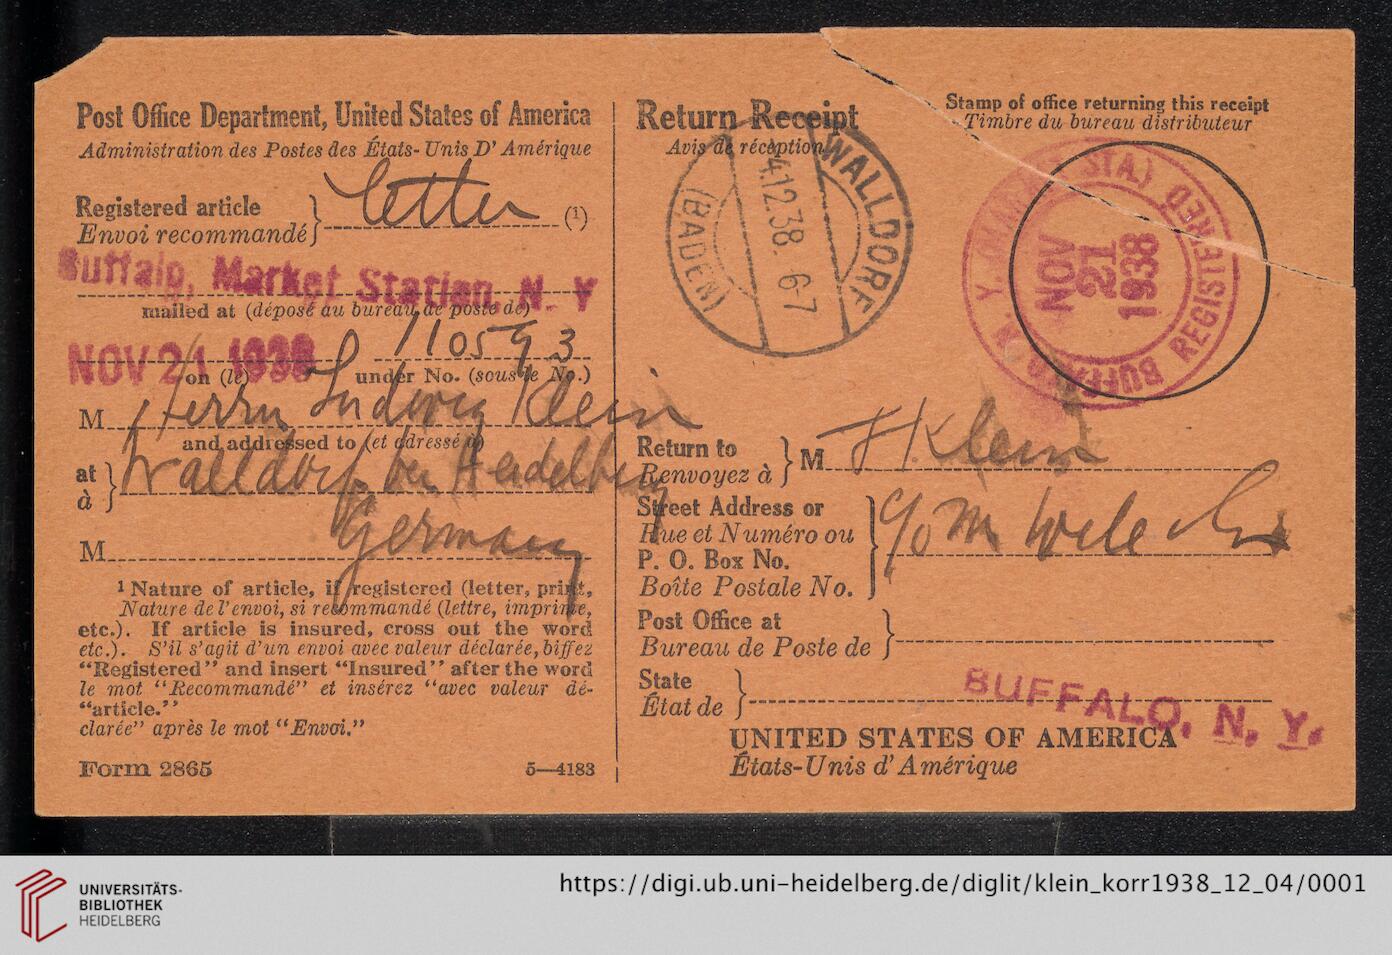 Post Office Department, United States of America
Administration des Postes des États-Unis D' Amérique
Registered article
Envoi recommandé
letter
(1)
Buffalo, Market Station, N. Y
mailed at (déposé au bureau de poste de)
NOV 21 1938
110593
on (le)
under No. (sous le No.)
M Herrn Ludwig Klein
and addressed to (et adressé à)
at
à
Walldorf bei Heidelberg
Germany
M
1 Nature of article, if registered (letter, print,
Nature de l'envoi, si recommandé (lettre, imprimé,
etc.). If article is insured, cross out the word
etc.). S'il s'agit d'un envoi avec valeur déclarée, biffez
“Registered” and insert “Insured” after the word
le mot “Recommandé” et insérez “avec valeur dé-
“article.”
clarée” après le mot “Envoi.”
Form 2865
5—4183
Return Receipt
Avis de réception
WALLDORF
4.12.38. 6-7
(BADEN)
Stamp of office returning this receipt
Timbre du bureau distributeur
BUFFALO N. Y. (MARKET STA.) REGISTERED
NOV
21
1938
Return to
Renvoyez à
M Klein
Street Address or
Rue et Numéro ou
P. O. Box No.
Boîte Postale No.
c/o M
Post Office at
Bureau de Poste de
State
État de
BUFFALO, N. Y.
UNITED STATES OF AMERICA
États-Unis d'Amérique
UNIVERSITÄTS-
BIBLIOTHEK
HEIDELBERG
https://digi.ub.uni-heidelberg.de/diglit/klein_korr1938_12_04/0001